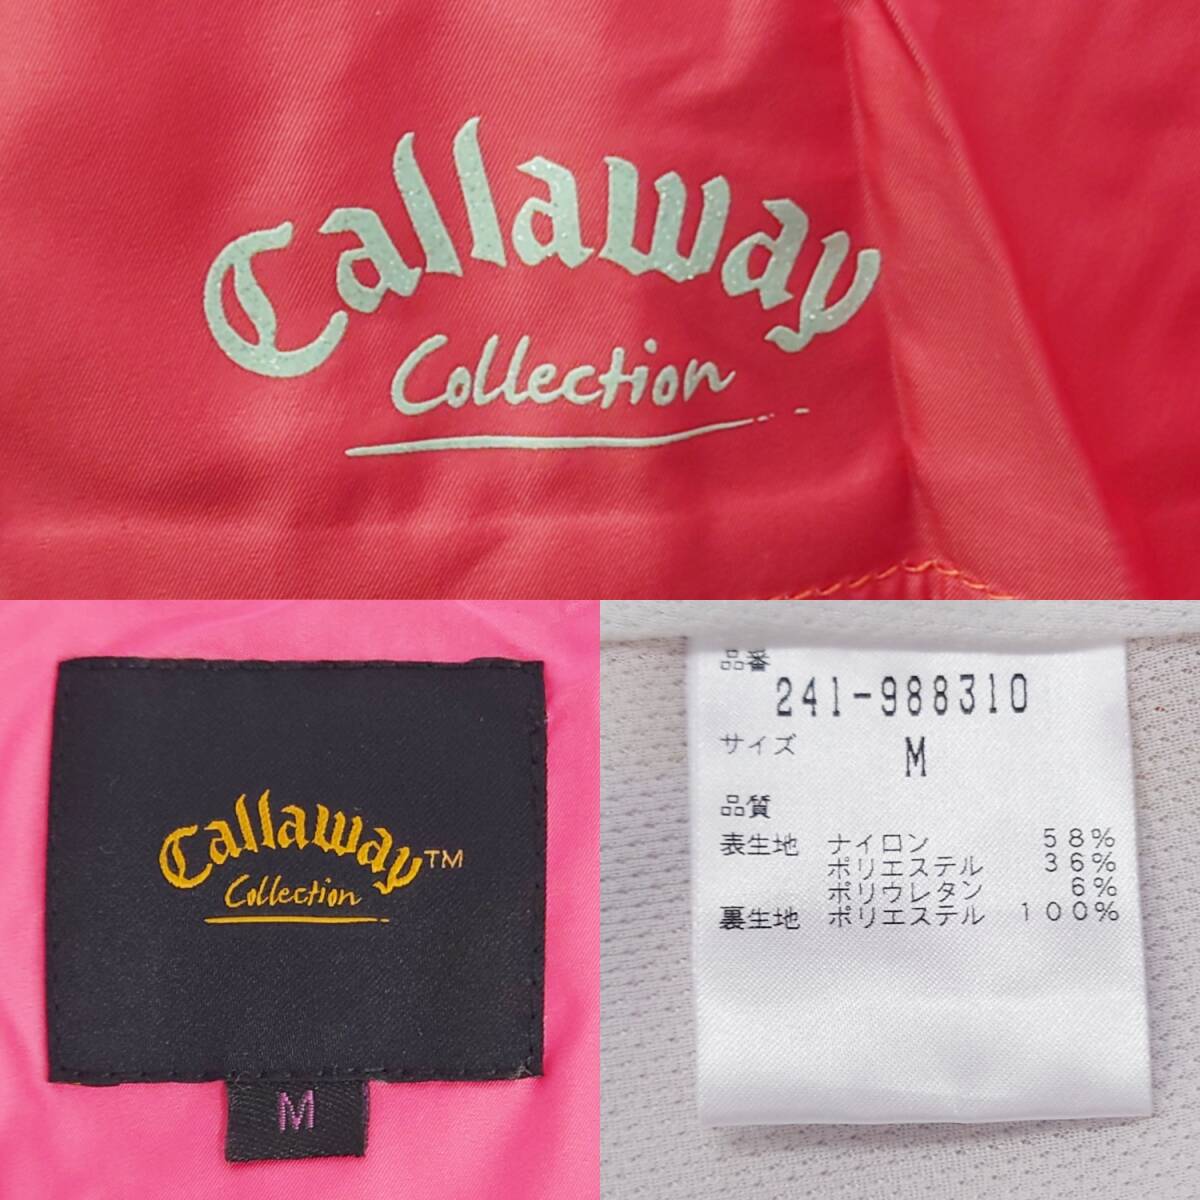 Callaway
Collection
Callaway™
Collection
M
品番
241-988310
サイズ
M
品質
表生地 ナイロン 58%
ポリエステル 36%
ポリウレタン 6%
裏生地 ポリエステル 100%